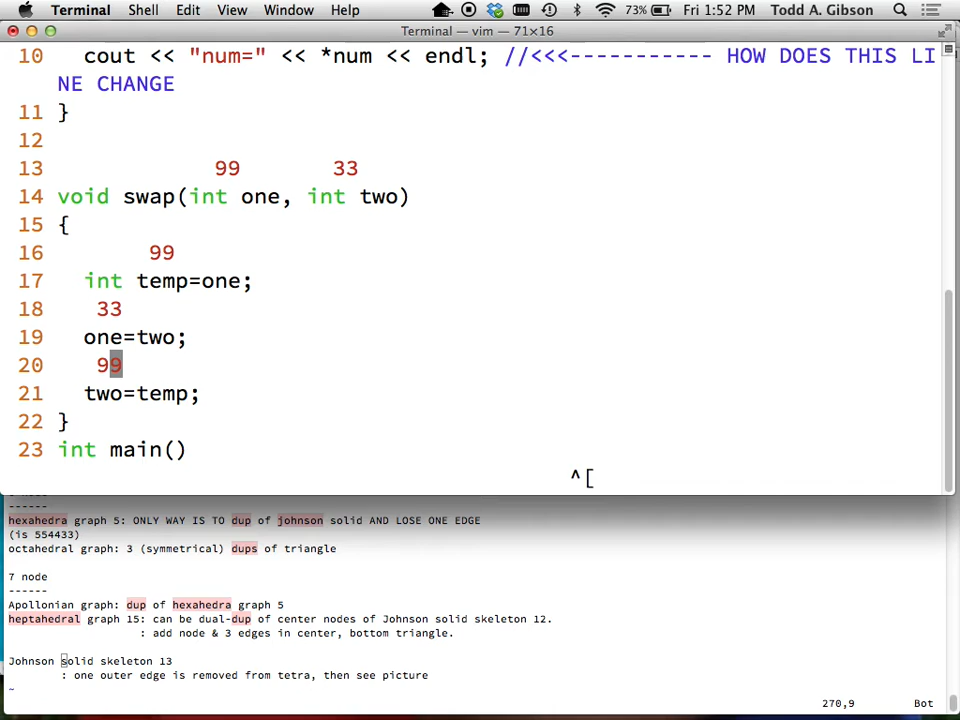 Terminal Shell Edit View Window Help 73% Fri 1:52 PM Todd A. Gibson
Terminal — vim — 71×16
10 cout << "num=" << *num << endl; //<<<----------- HOW DOES THIS LI
NE CHANGE
11 }
12
13 99 33
14 void swap(int one, int two)
15 {
16 99
17 int temp=one;
18 33
19 one=two;
20 99
21 two=temp;
22 }
23 int main()
^[
------
hexahedra graph 5: ONLY WAY IS TO dup of johnson solid AND LOSE ONE EDGE
(is 554433)
octahedral graph: 3 (symmetrical) dups of triangle
7 node
------
Apollonian graph: dup of hexahedra graph 5
heptahedral graph 15: can be dual-dup of center nodes of Johnson solid skeleton 12.
: add node & 3 edges in center, bottom triangle.
Johnson solid skeleton 13
: one outer edge is removed from tetra, then see picture
~
270,9 Bot